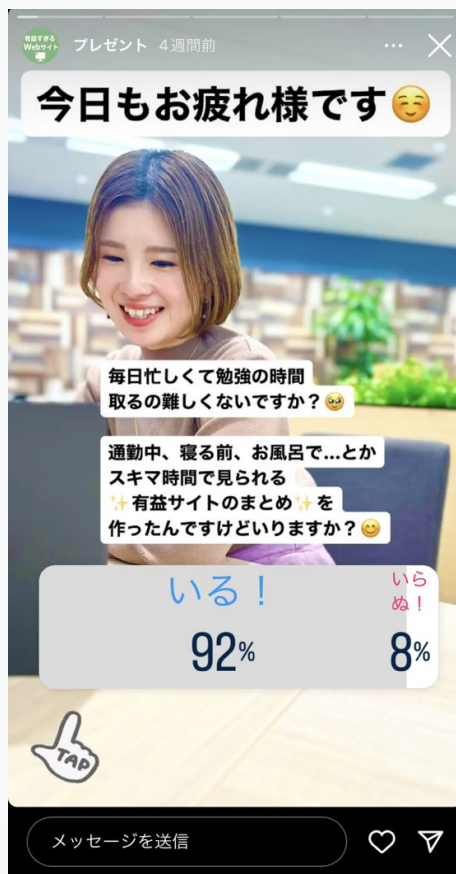 有益すぎる
Webサイト
プレゼント 4週間前
今日もお疲れ様です☺️
毎日忙しくて勉強の時間
取るの難しくないですか？🥹
通勤中、寝る前、お風呂で...とか
スキマ時間で見られる
✨有益サイトのまとめ✨を
作ったんですけどいりますか？😊
いる！
いら
ぬ！
92%
8%
TAP
メッセージを送信